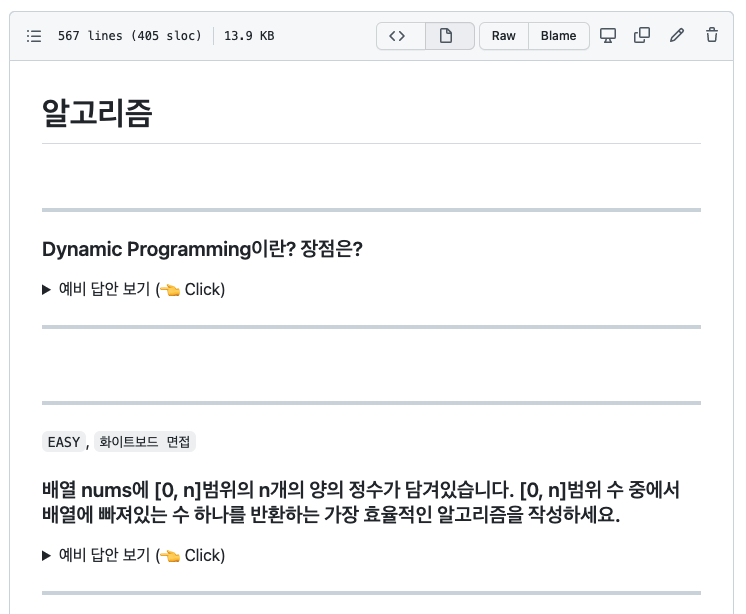 567 lines (405 sloc) 13.9 KB <> Raw Blame
알고리즘
Dynamic Programming이란? 장점은?
▶ 예비 답안 보기 (👈 Click)
EASY, 화이트보드 면접
배열 nums에 [0, n]범위의 n개의 양의 정수가 담겨있습니다. [0, n]범위 수 중에서
배열에 빠져있는 수 하나를 반환하는 가장 효율적인 알고리즘을 작성하세요.
▶ 예비 답안 보기 (👈 Click)